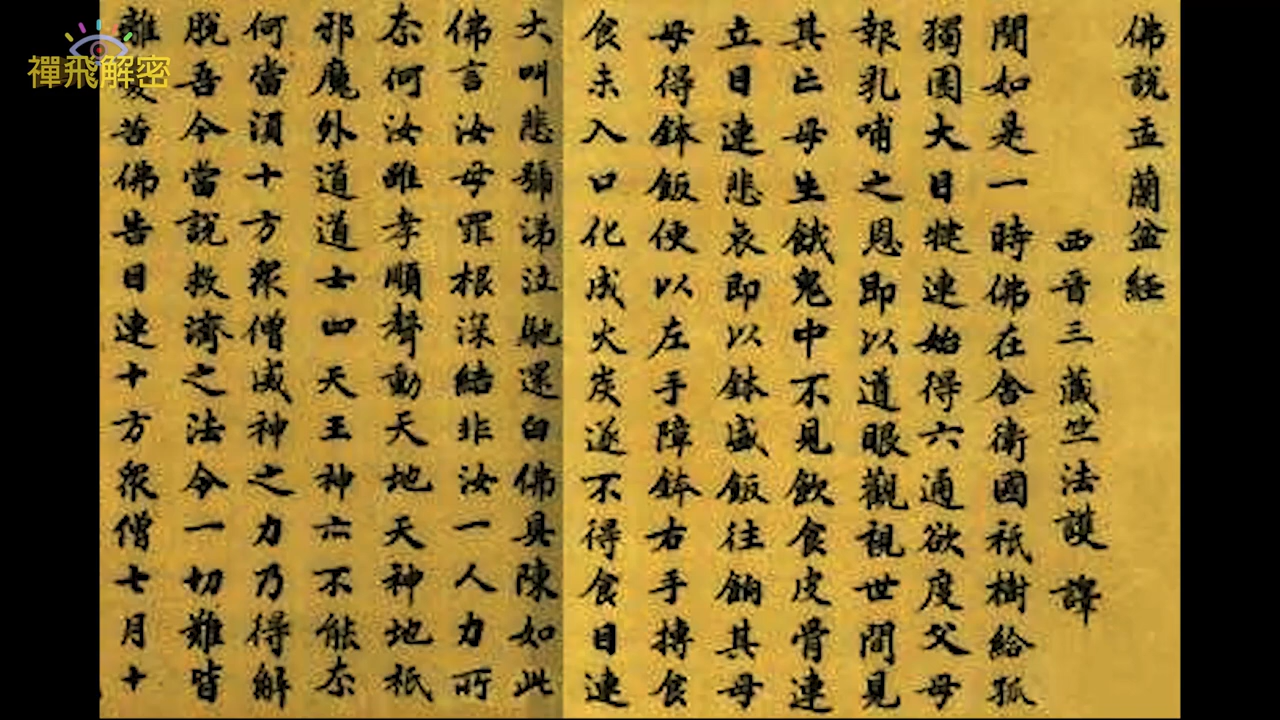 禪飛解密
佛說盂蘭盆經
西晉三藏竺法護譯
聞如是一時佛在舍衛國祇樹給孤
獨園大目犍連始得六通欲度父母
報乳哺之恩即以道眼觀視世間見
其亡母生餓鬼中不見飲食皮骨連
立目連悲哀即以鉢盛飯往餉其母
母得鉢飯便以左手障鉢右手摶食
食未入口化成火炭遂不得食目連
大叫悲號涕泣馳還白佛具陳如此
佛言汝母罪根深結非汝一人力所
奈何汝雖孝順聲動天地天神地祇
邪魔外道道士四天王神亦不能奈
何當須十方眾僧威神之力乃得解
脫吾今當說救濟之法令一切難皆
離苦佛告目連十方眾僧七月十